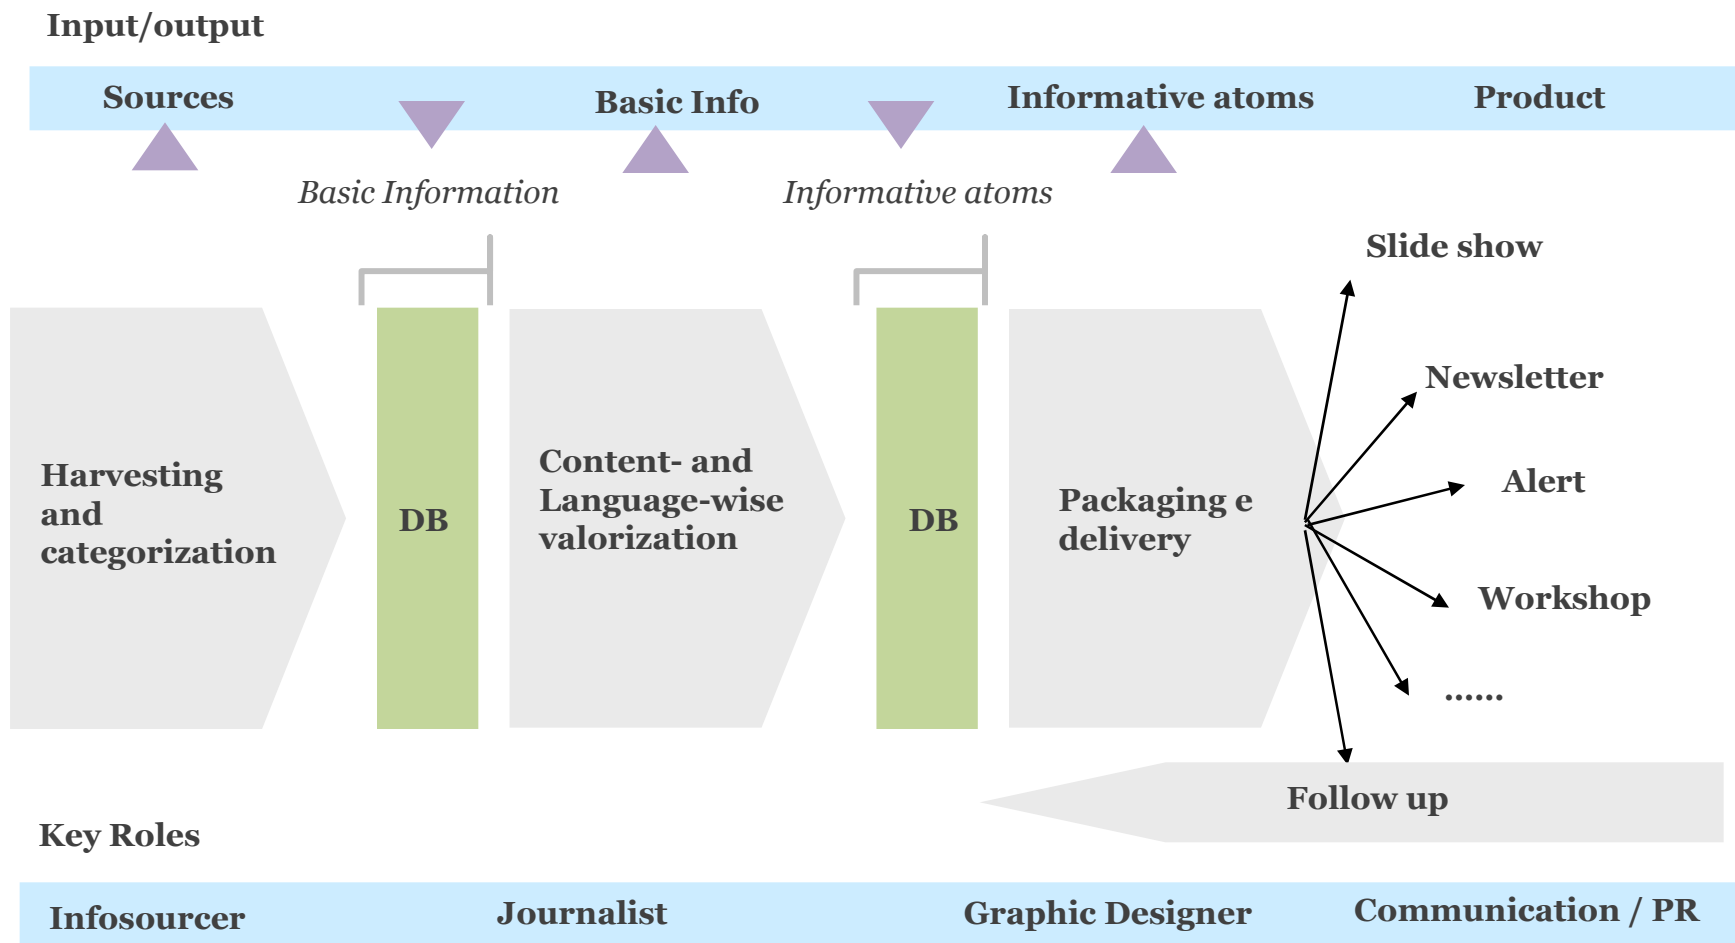 Input/output
Sources
Basic Info
Informative atoms
Product
Basic Information
Informative atoms
Slide show
Newsletter
Alert
Workshop
......
Harvesting
and
categorization
DB
Content- and
Language-wise
valorization
DB
Packaging e
delivery
Follow up
Key Roles
Infosourcer
Journalist
Graphic Designer
Communication / PR